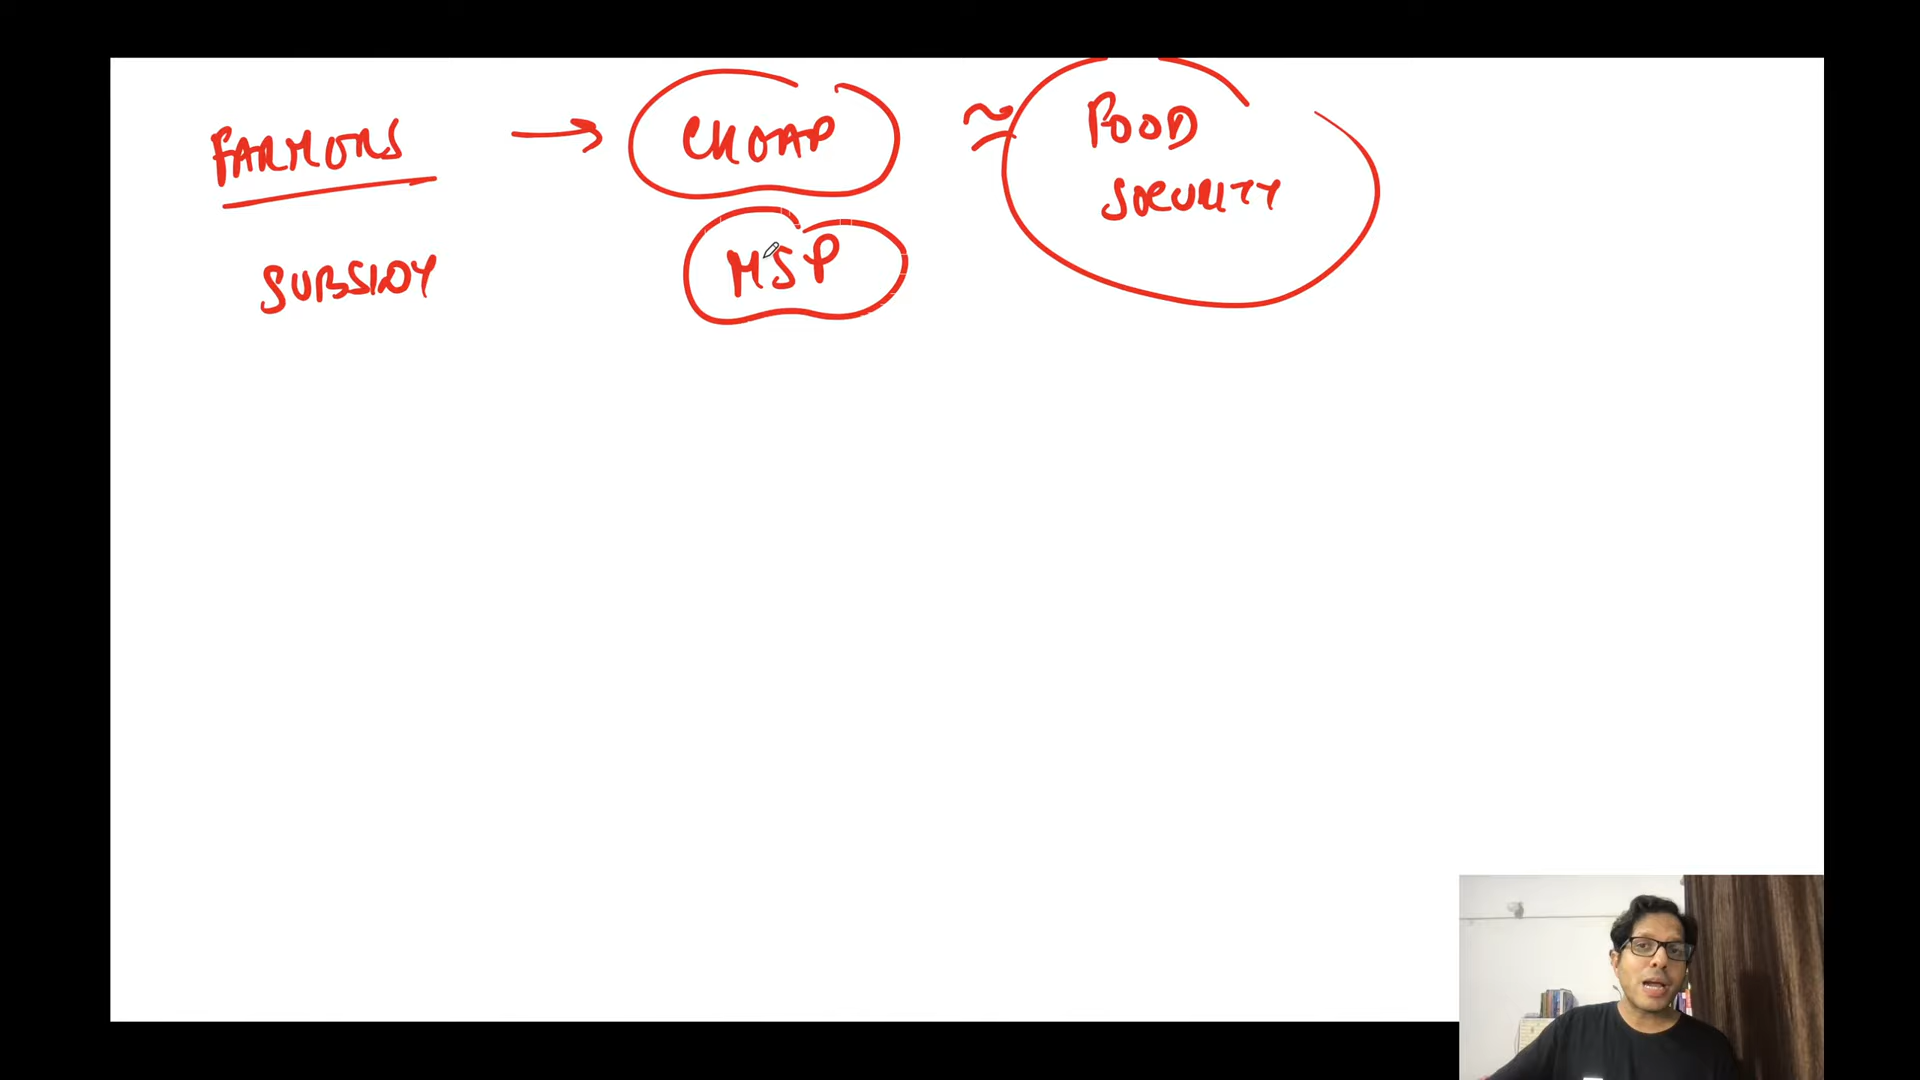 FARMERS → CHEAP ≈ FOOD
SECURITY
SUBSIDY MSP